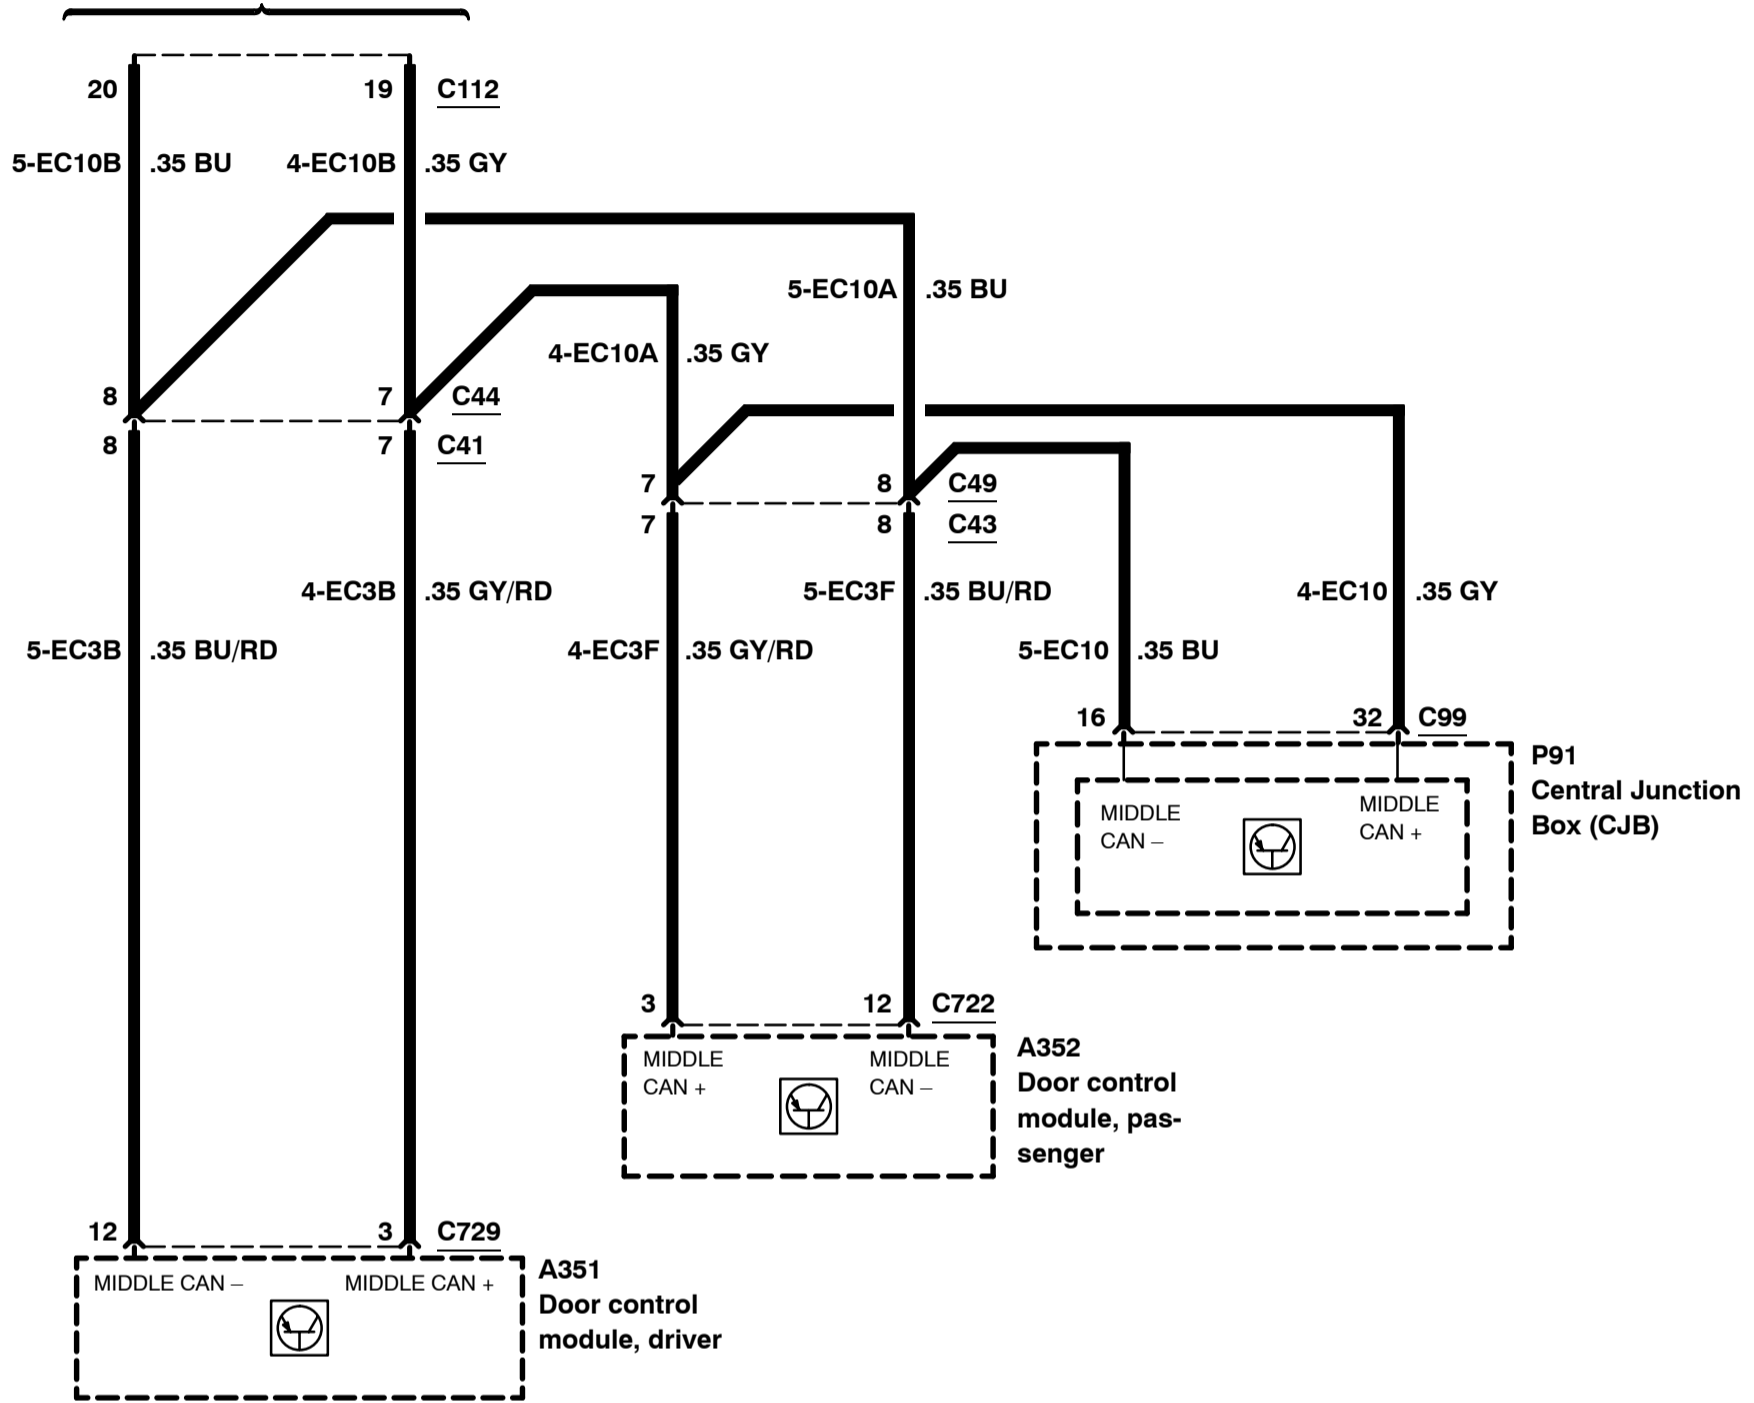 20 19 C112
5-EC10B .35 BU 4-EC10B .35 GY
5-EC10A .35 BU
4-EC10A .35 GY
8 7 C44
8 7 C41
7 8 C49
7 8 C43
4-EC3B .35 GY/RD 5-EC3F .35 BU/RD 4-EC10 .35 GY
5-EC3B .35 BU/RD 4-EC3F .35 GY/RD 5-EC10 .35 BU
16 32 C99
P91
Central Junction
Box (CJB)
MIDDLE
CAN –
MIDDLE
CAN +
3 12 C722
MIDDLE
CAN +
MIDDLE
CAN –
A352
Door control
module, pas-
senger
12 3 C729
MIDDLE CAN – MIDDLE CAN +
A351
Door control
module, driver